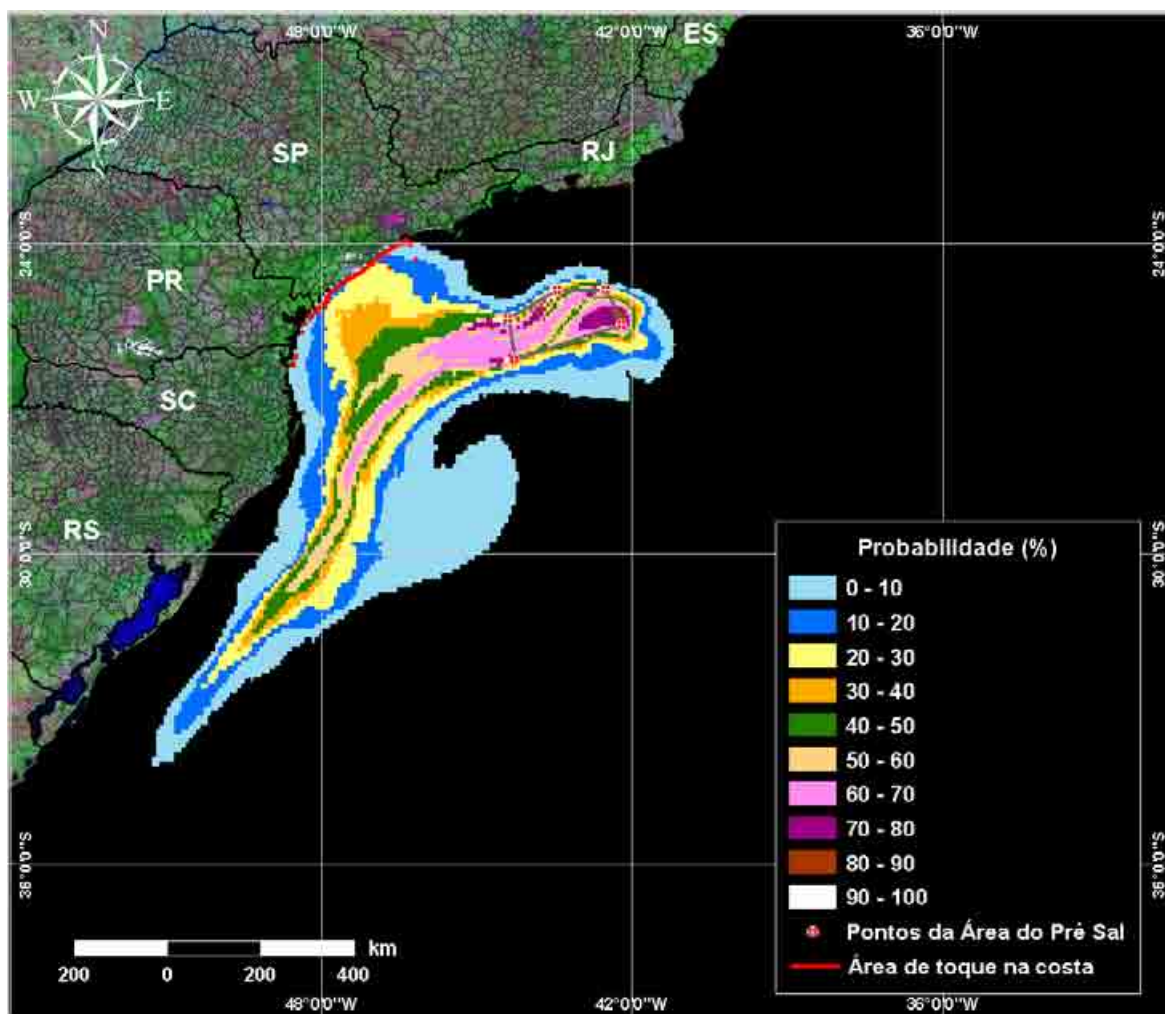 48°0'0"W 42°0'0"W 36°0'0"W
ES
N
W E
SP
RJ
24°0'0"S 24°0'0"S
PR
SC
RS
30°0'0"S 30°0'0"S
Probabilidade (%)
0 - 10
10 - 20
20 - 30
30 - 40
40 - 50
50 - 60
60 - 70
70 - 80
80 - 90
90 - 100
36°0'0"S 36°0'0"S
Pontos da Área do Pré Sal
Área de toque na costa
km
200 0 200 400
48°0'0"W 42°0'0"W 36°0'0"W